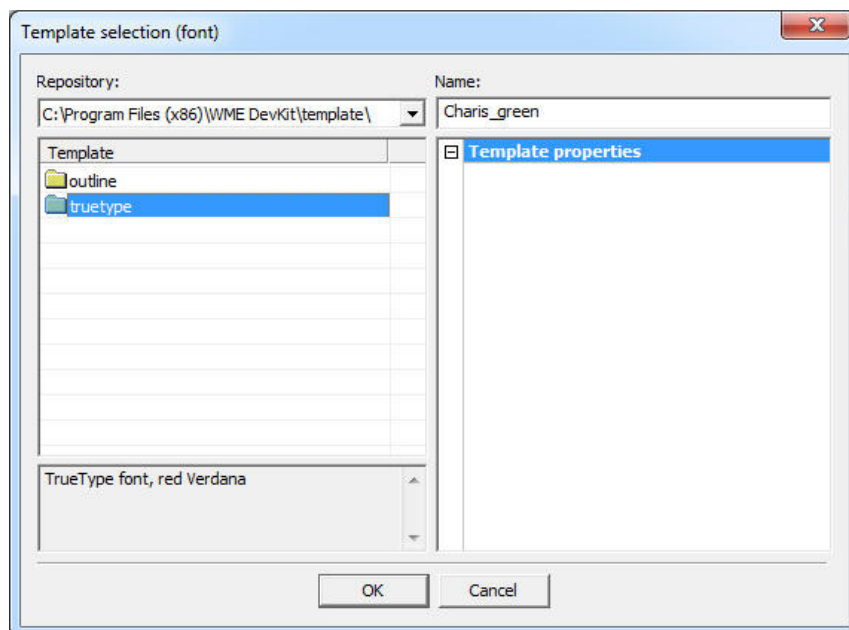 Template selection (font)
Repository:
C:\Program Files (x86)\WME DevKit\template\
Template
outline
truetype
TrueType font, red Verdana
Name:
Charis_green
Template properties
OK
Cancel